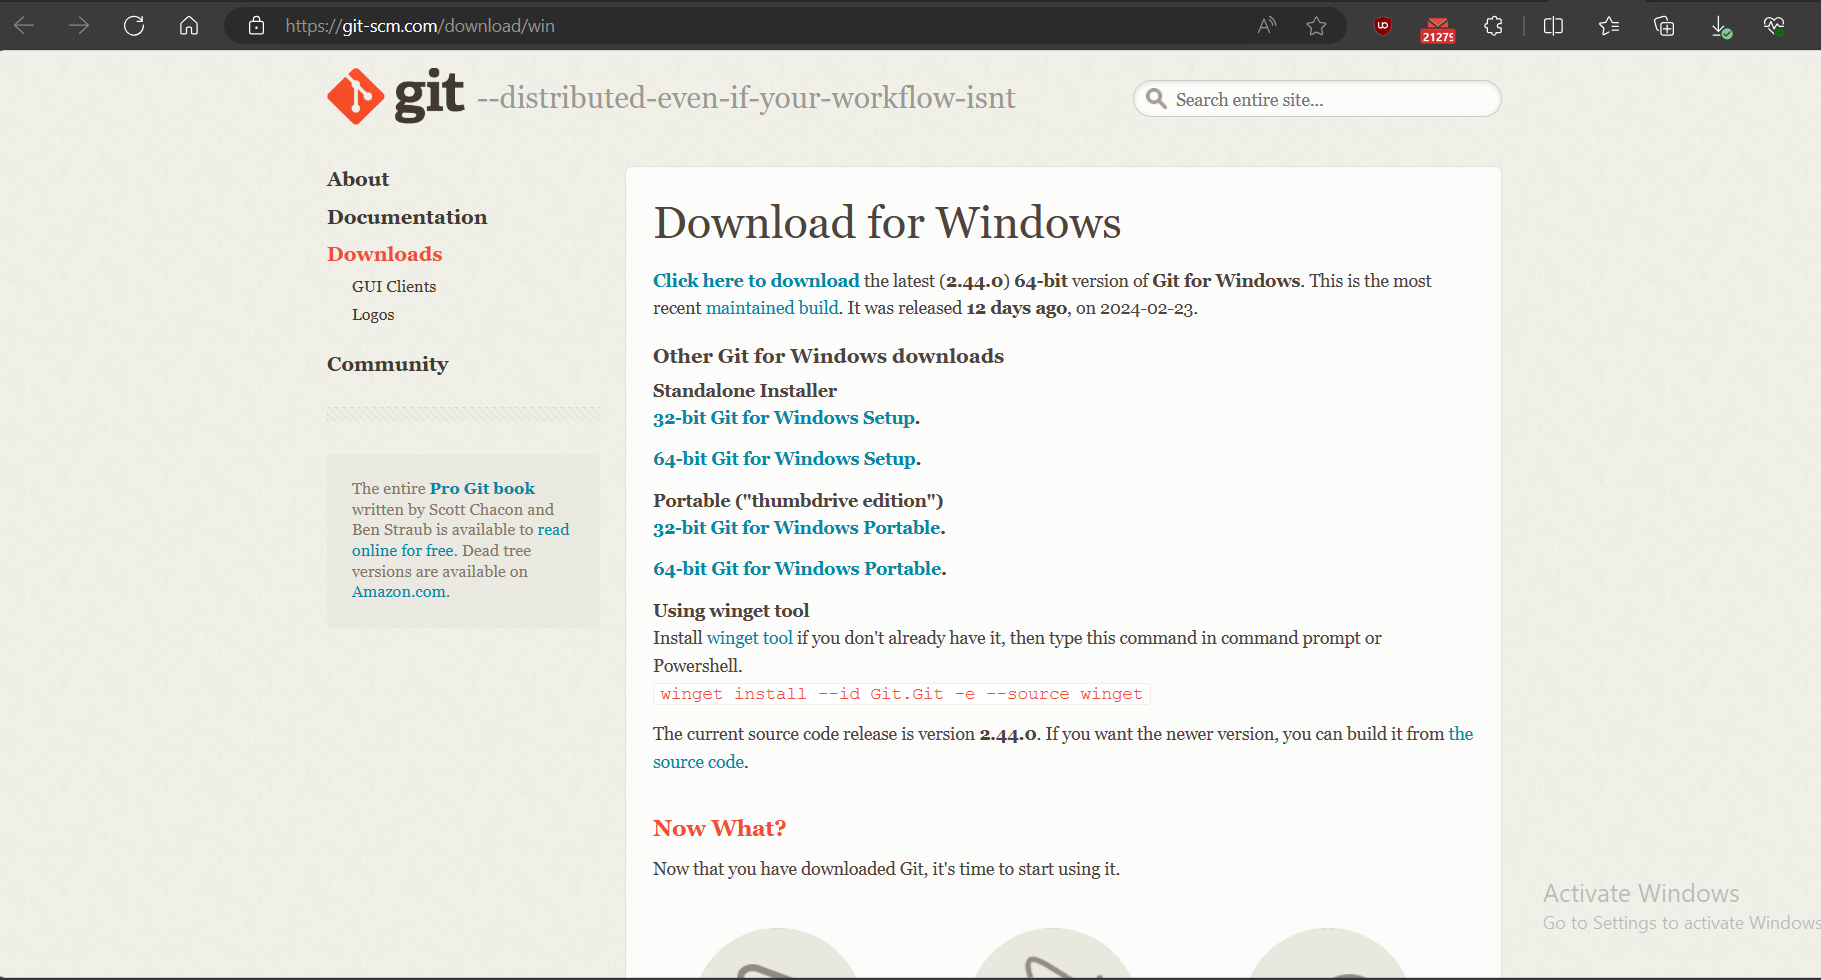 https://git-scm.com/download/win
21279
git --distributed-even-if-your-workflow-isnt
Search entire site...
About
Documentation
Downloads
GUI Clients
Logos
Community
The entire Pro Git book
written by Scott Chacon and
Ben Straub is available to read
online for free. Dead tree
versions are available on
Amazon.com.
Download for Windows
Click here to download the latest (2.44.0) 64-bit version of Git for Windows. This is the most
recent maintained build. It was released 12 days ago, on 2024-02-23.
Other Git for Windows downloads
Standalone Installer
32-bit Git for Windows Setup.
64-bit Git for Windows Setup.
Portable ("thumbdrive edition")
32-bit Git for Windows Portable.
64-bit Git for Windows Portable.
Using winget tool
Install winget tool if you don't already have it, then type this command in command prompt or
Powershell.
winget install --id Git.Git -e --source winget
The current source code release is version 2.44.0. If you want the newer version, you can build it from the
source code.
Now What?
Now that you have downloaded Git, it's time to start using it.
Activate Windows
Go to Settings to activate Windows